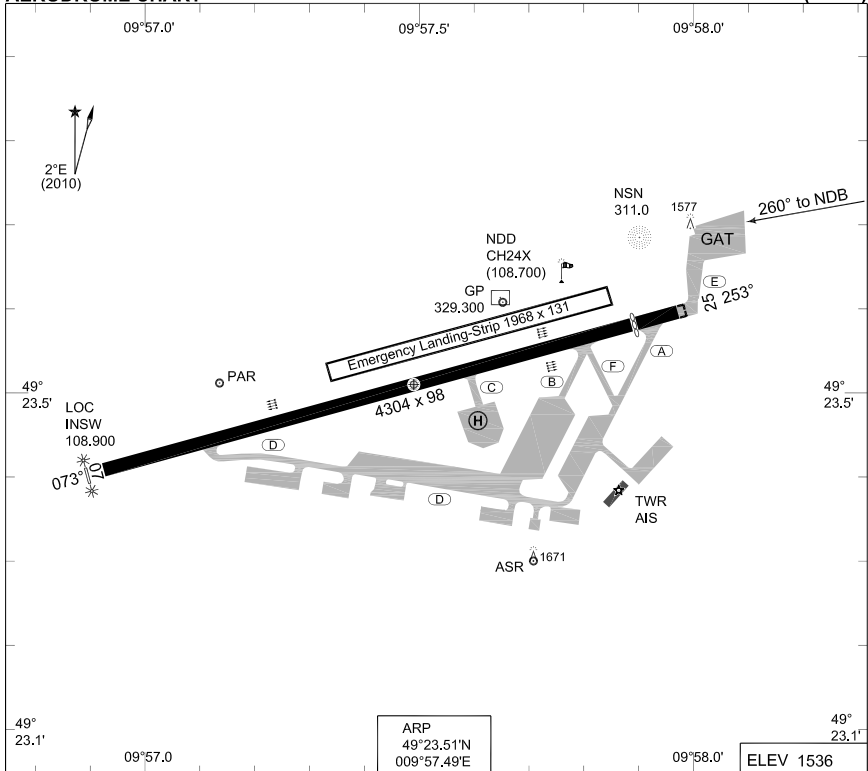 09°57.0'
09°57.5'
09°58.0'
2°E
(2010)
NSN
311.0
1577
260° to NDB
GAT
NDD
CH24X
(108.700)
GP
329.300
E
25
253°
Emergency Landing-Strip 1968 x 131
A
F
B
C
PAR
4304 x 98
49°
23.5'
49°
23.5'
LOC
INSW
108.900
H
D
073°
07
D
TWR
AIS
ASR
1671
49°
23.1'
49°
23.1'
ARP
49°23.51'N
009°57.49'E
09°57.0
09°58.0
ELEV 1536